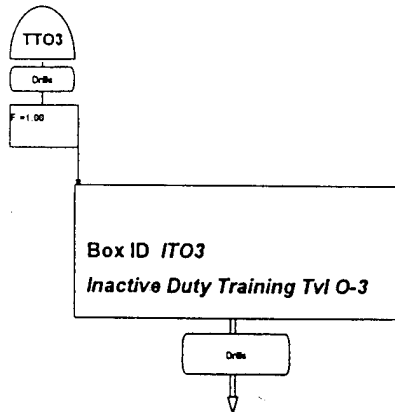 TTO3
Drills
F =1.00
Box ID ITO3
Inactive Duty Training Tvl O-3
Drills